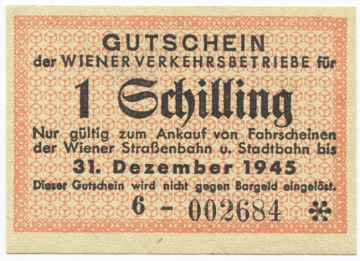 GUTSCHEIN
der WIENER VERKEHRSBETRIEBE für
1 Schilling
Nur gültig zum Ankauf von Fahrscheinen
der Wiener Straßenbahn u. Stadtbahn bis
31. Dezember 1945
Dieser Gutschein wird nicht gegen Bargeld eingelöst.
6 - 002684 *